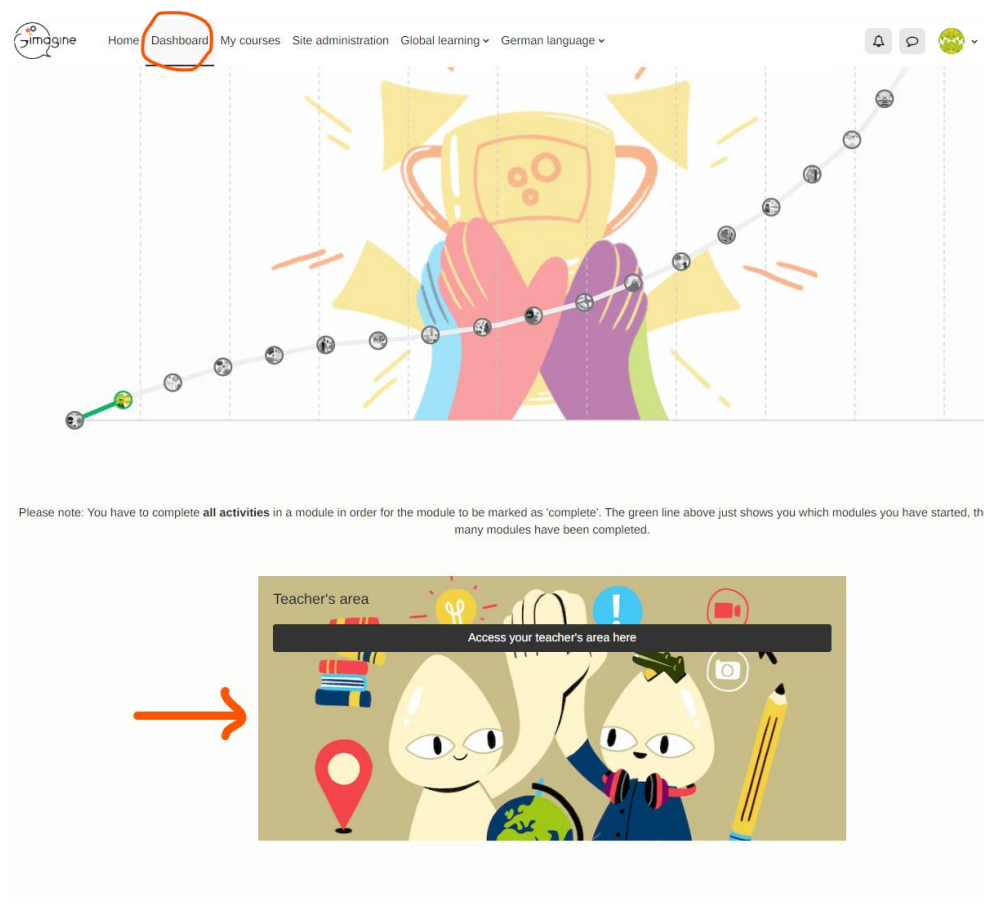 Gimagine
Home Dashboard My courses Site administration Global learning German language
Please note: You have to complete all activities in a module in order for the module to be marked as 'complete'. The green line above just shows you which modules you have started,
many modules have been completed.
Teacher's area
Access your teacher's area here